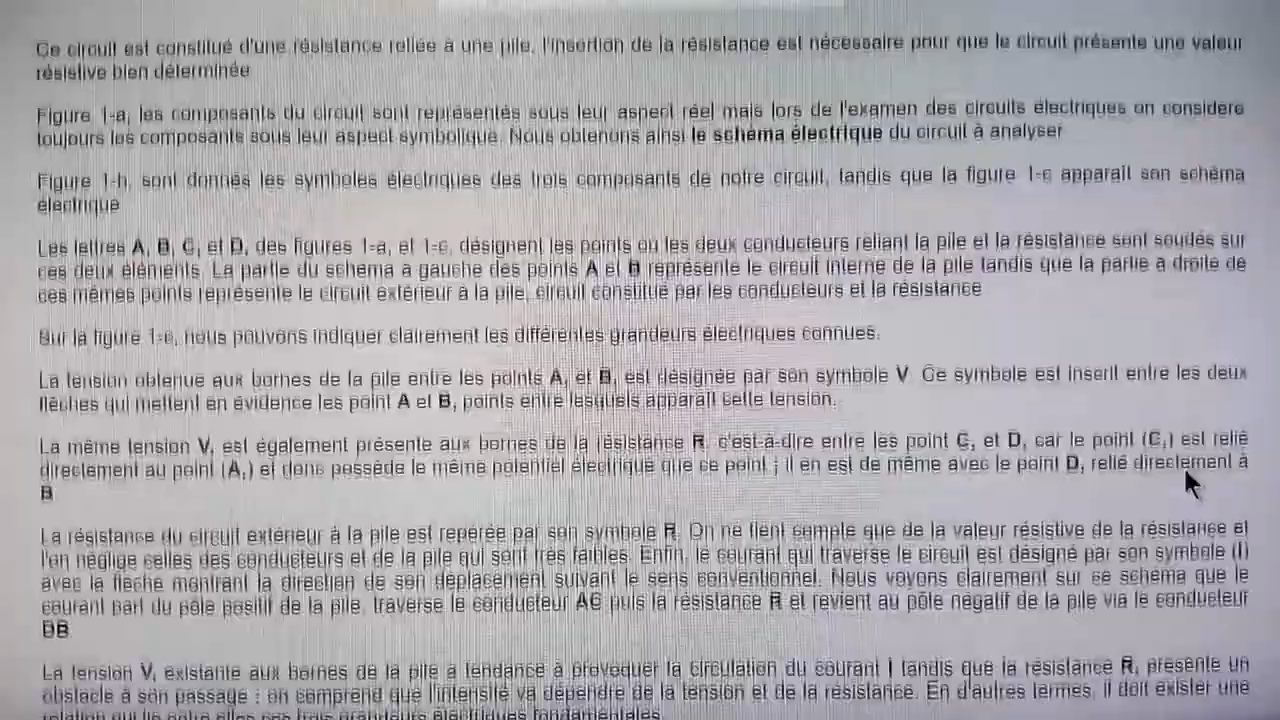 Ce circuit est constitué d'une résistance reliée à une pile, l'insertion de la résistance est nécessaire pour que le circuit présente une valeur
résistive bien déterminée
Figure 1-a, les composants du circuit sont représentés sous leur aspect réel mais lors de l'examen des circuits électriques on considère
toujours les composants sous leur aspect symbolique. Nous obtenons ainsi le schéma électrique du circuit à analyser
Figure 1-b, sont donnés les symboles électriques des trois composants de notre circuit, tandis que la figure 1-c apparaît son schéma
électrique
Les lettres A, B, C, et D, des figures 1-a, et 1-c, désignent les points où les deux conducteurs reliant la pile et la résistance sont soudés sur
ces deux éléments. La partie du schéma à gauche des points A et B représente le circuit interne de la pile tandis que la partie à droite de
ces mêmes points représente le circuit extérieur à la pile, circuit constitué par les conducteurs et la résistance
Sur la figure 1-c, nous pouvons indiquer clairement les différentes grandeurs électriques connues.
La tension obtenue aux bornes de la pile entre les points A, et B, est désignée par son symbole V. Ce symbole est inscrit entre les deux
flèches qui mettent en évidence les point A et B, points entre lesquels apparaît cette tension.
La même tension V, est également présente aux bornes de la résistance R, c'est-à-dire entre les point C, et D, car le point (C,) est relié
directement au point (A,) et donc possède le même potentiel électrique que ce point ; il en est de même avec le point D, relié directement à
B
La résistance du circuit extérieur à la pile est repérée par son symbole R. On ne tient compte que de la valeur résistive de la résistance et
l'on néglige celles des conducteurs et de la pile qui sont très faibles. Enfin, le courant qui traverse le circuit est désigné par son symbole (I)
avec la flèche montrant la direction de son déplacement suivant le sens conventionnel. Nous voyons clairement sur ce schéma que le
courant part du pôle positif de la pile, traverse le conducteur AC puis la résistance R et revient au pôle négatif de la pile via le conducteur
DB
La tension V, existante aux bornes de la pile a tendance à provoquer la circulation du courant I tandis que la résistance R, présente un
obstacle à son passage : on comprend que l'intensité va dépendre de la tension et de la résistance. En d'autres termes, il doit exister une
relation qui lie entre elles ces trois grandeurs électriques fondamentales.